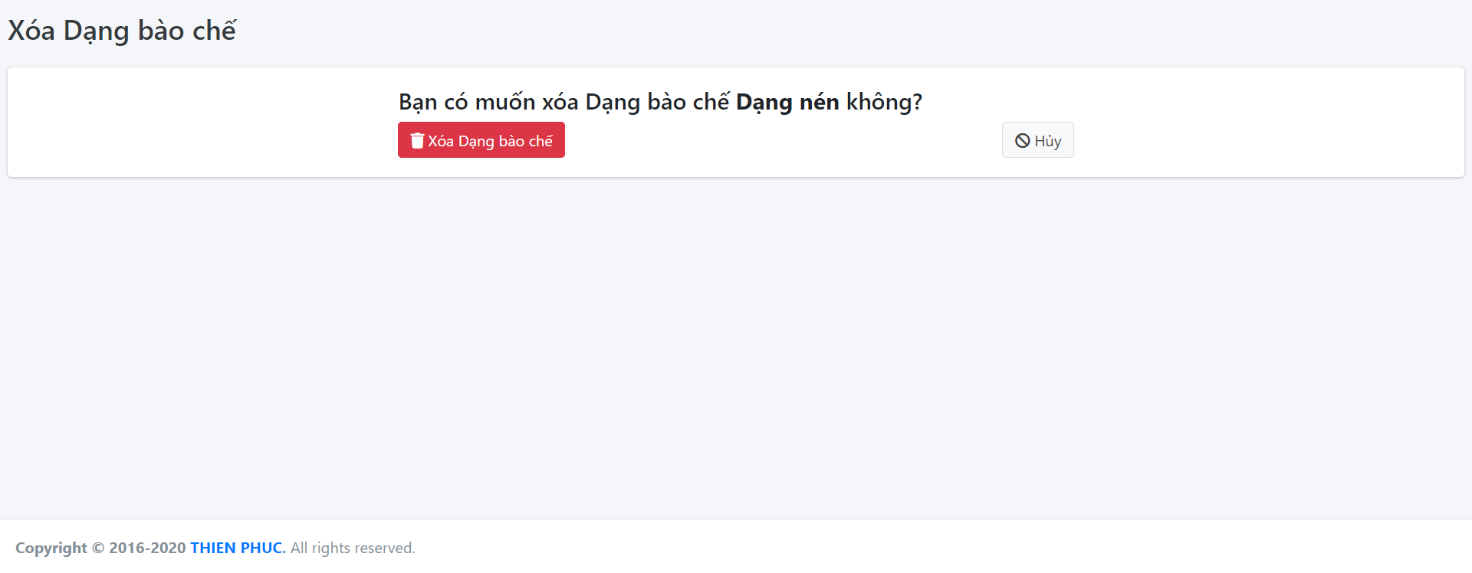 Xóa Dạng bào chế
Bạn có muốn xóa Dạng bào chế Dạng nén không?
Xóa Dạng bào chế
Hủy
Copyright © 2016-2020 THIEN PHUC. All rights reserved.